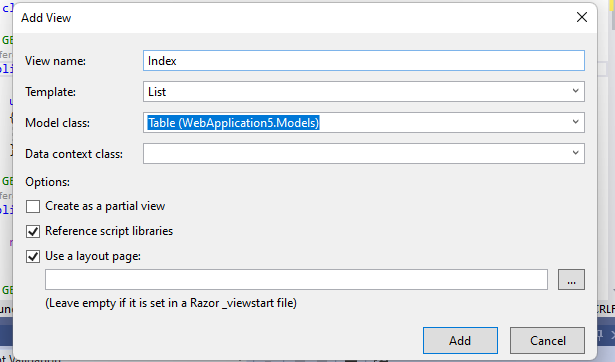 Add View
View name:
Index
Template:
List
Model class:
Table (WebApplication5.Models)
Data context class:
Options:
Create as a partial view
Reference script libraries
Use a layout page:
...
(Leave empty if it is set in a Razor _viewstart file)
Add
Cancel
CRLF